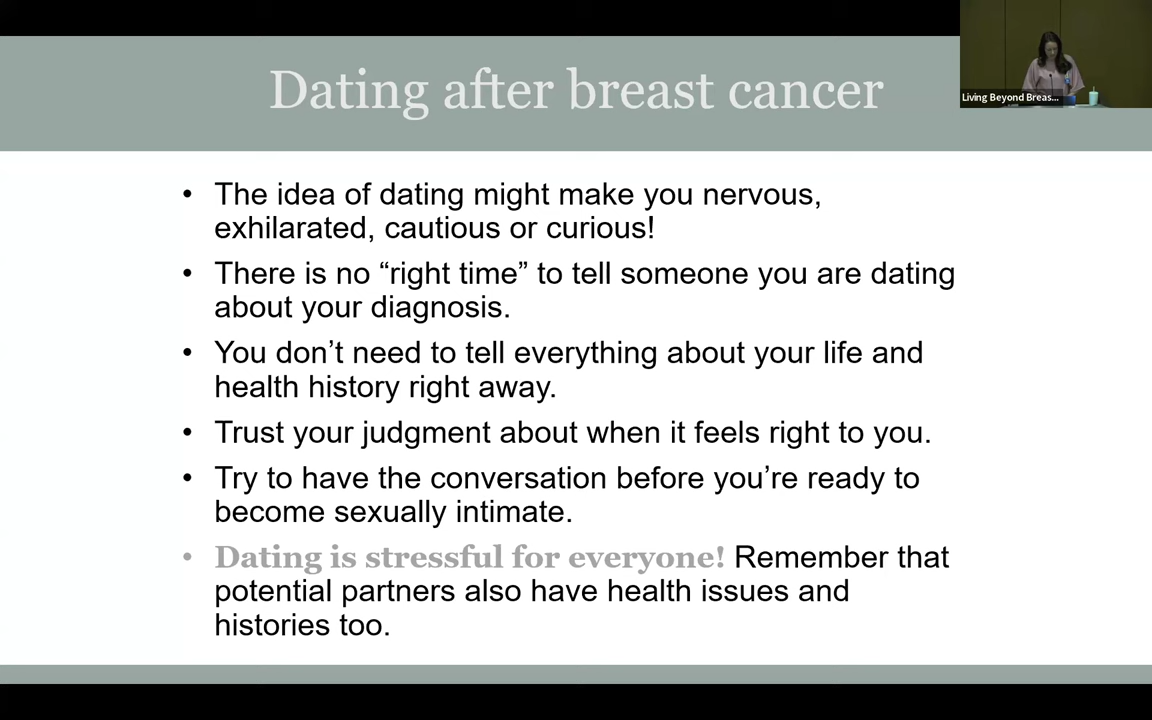 Dating after breast cancer
Living Beyond Breas...
• The idea of dating might make you nervous,
exhilarated, cautious or curious!
• There is no “right time” to tell someone you are dating
about your diagnosis.
• You don’t need to tell everything about your life and
health history right away.
• Trust your judgment about when it feels right to you.
• Try to have the conversation before you’re ready to
become sexually intimate.
• Dating is stressful for everyone! Remember that
potential partners also have health issues and
histories too.